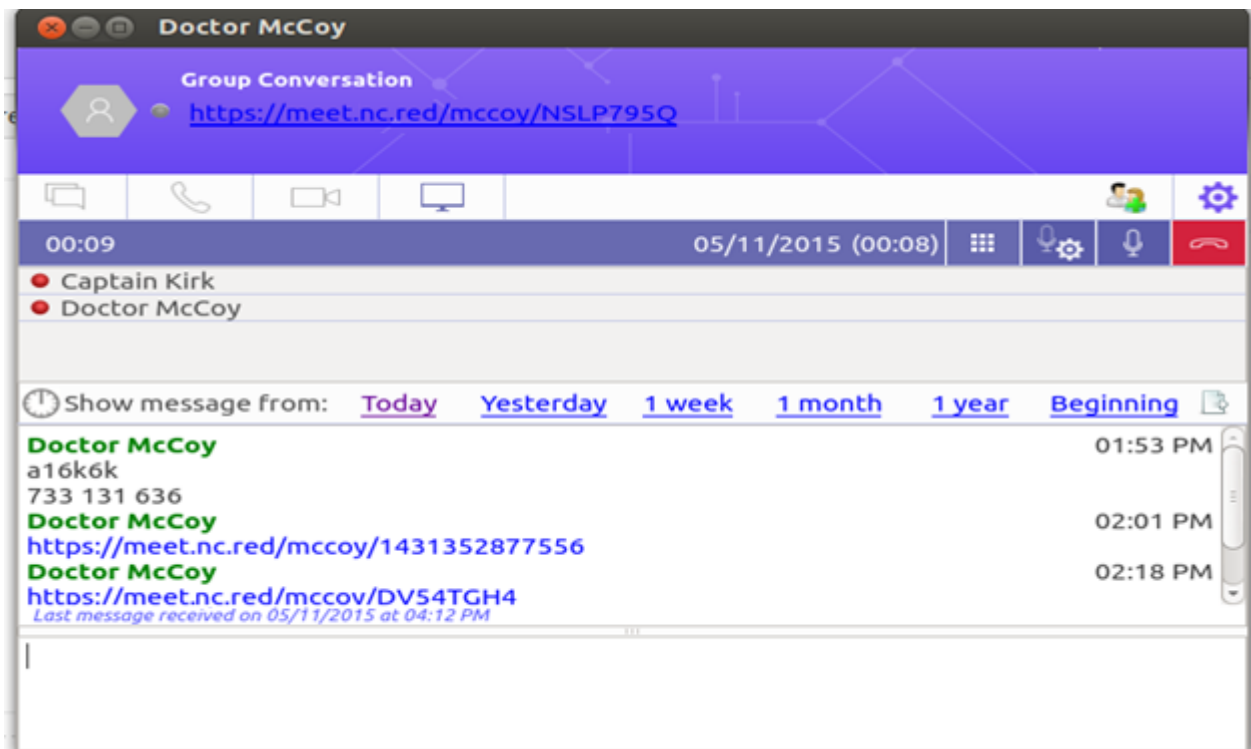 Doctor McCoy
Group Conversation
https://meet.nc.red/mccoy/NSLP795Q
00:09 05/11/2015 (00:08)
Captain Kirk
Doctor McCoy
Show message from: Today Yesterday 1 week 1 month 1 year Beginning
Doctor McCoy 01:53 PM
a16k6k
733 131 636
Doctor McCoy 02:01 PM
https://meet.nc.red/mccoy/1431352877556
Doctor McCoy 02:18 PM
https://meet.nc.red/mccoy/DV54TGH4
Last message received on 05/11/2015 at 04:12 PM